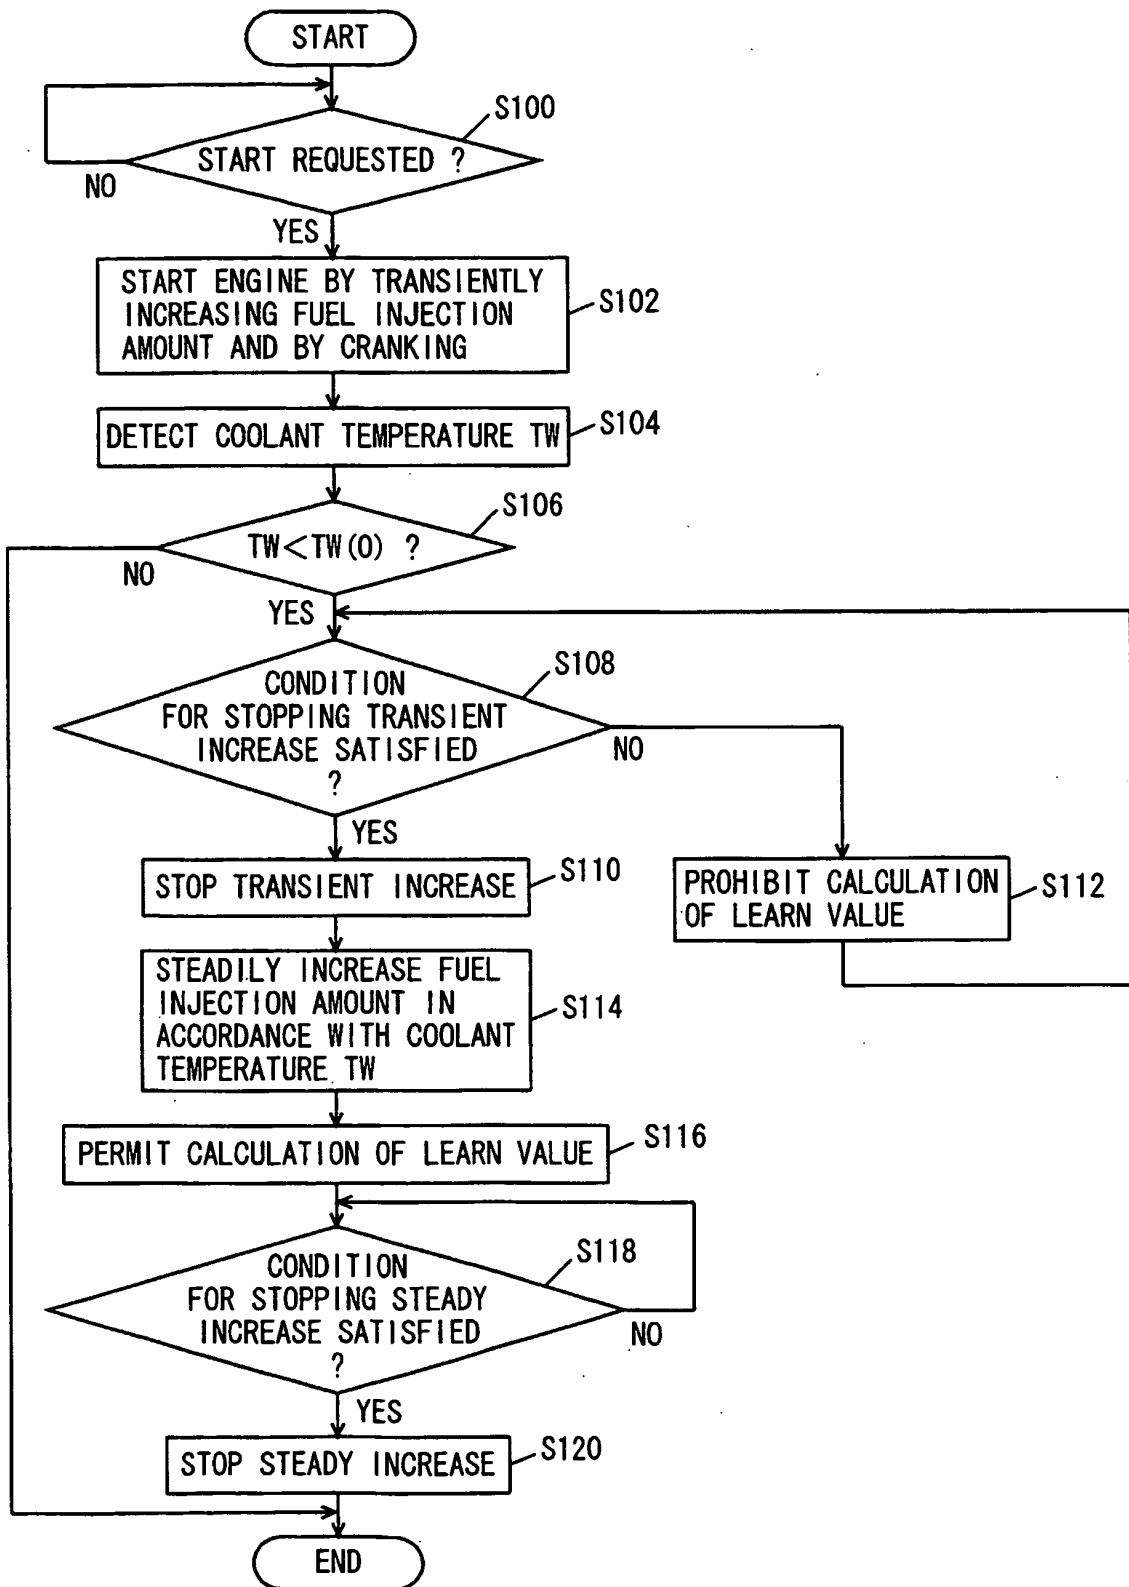 START
S100
START REQUESTED ?
NO
YES
START ENGINE BY TRANSIENTLY
INCREASING FUEL INJECTION
AMOUNT AND BY CRANKING
S102
DETECT COOLANT TEMPERATURE TW
S104
S106
TW<TW(0) ?
NO
YES
S108
CONDITION
FOR STOPPING TRANSIENT
INCREASE SATISFIED
?
NO
YES
STOP TRANSIENT INCREASE
S110
PROHIBIT CALCULATION
OF LEARN VALUE
S112
STEADILY INCREASE FUEL
INJECTION AMOUNT IN
ACCORDANCE WITH COOLANT
TEMPERATURE TW
S114
PERMIT CALCULATION OF LEARN VALUE
S116
S118
CONDITION
FOR STOPPING STEADY
INCREASE SATISFIED
?
NO
YES
STOP STEADY INCREASE
S120
END